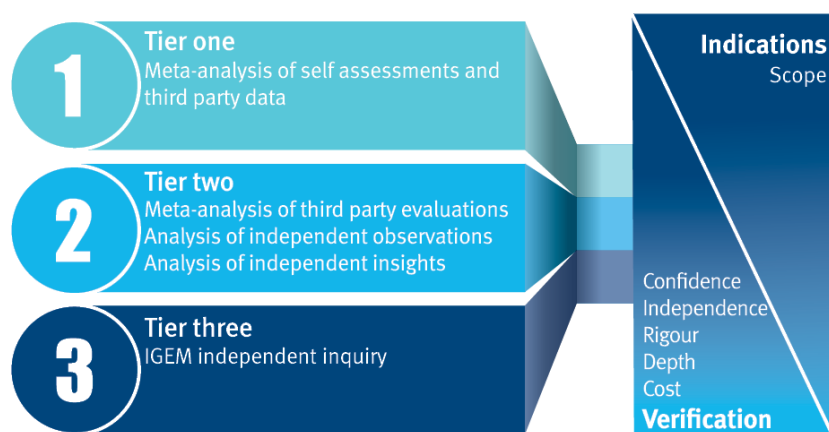 1
Tier one
Meta-analysis of self assessments and
third party data
2
Tier two
Meta-analysis of third party evaluations
Analysis of independent observations
Analysis of independent insights
3
Tier three
IGEM independent inquiry
Indications
Scope
Confidence
Independence
Rigour
Depth
Cost
Verification